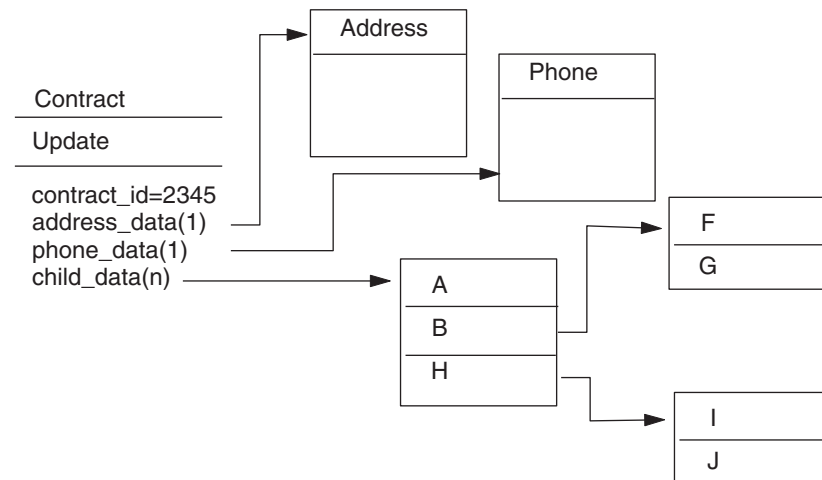 Address
Phone
Contract
Update
contract_id=2345
address_data(1)
phone_data(1)
child_data(n)
A
B
H
F
G
I
J